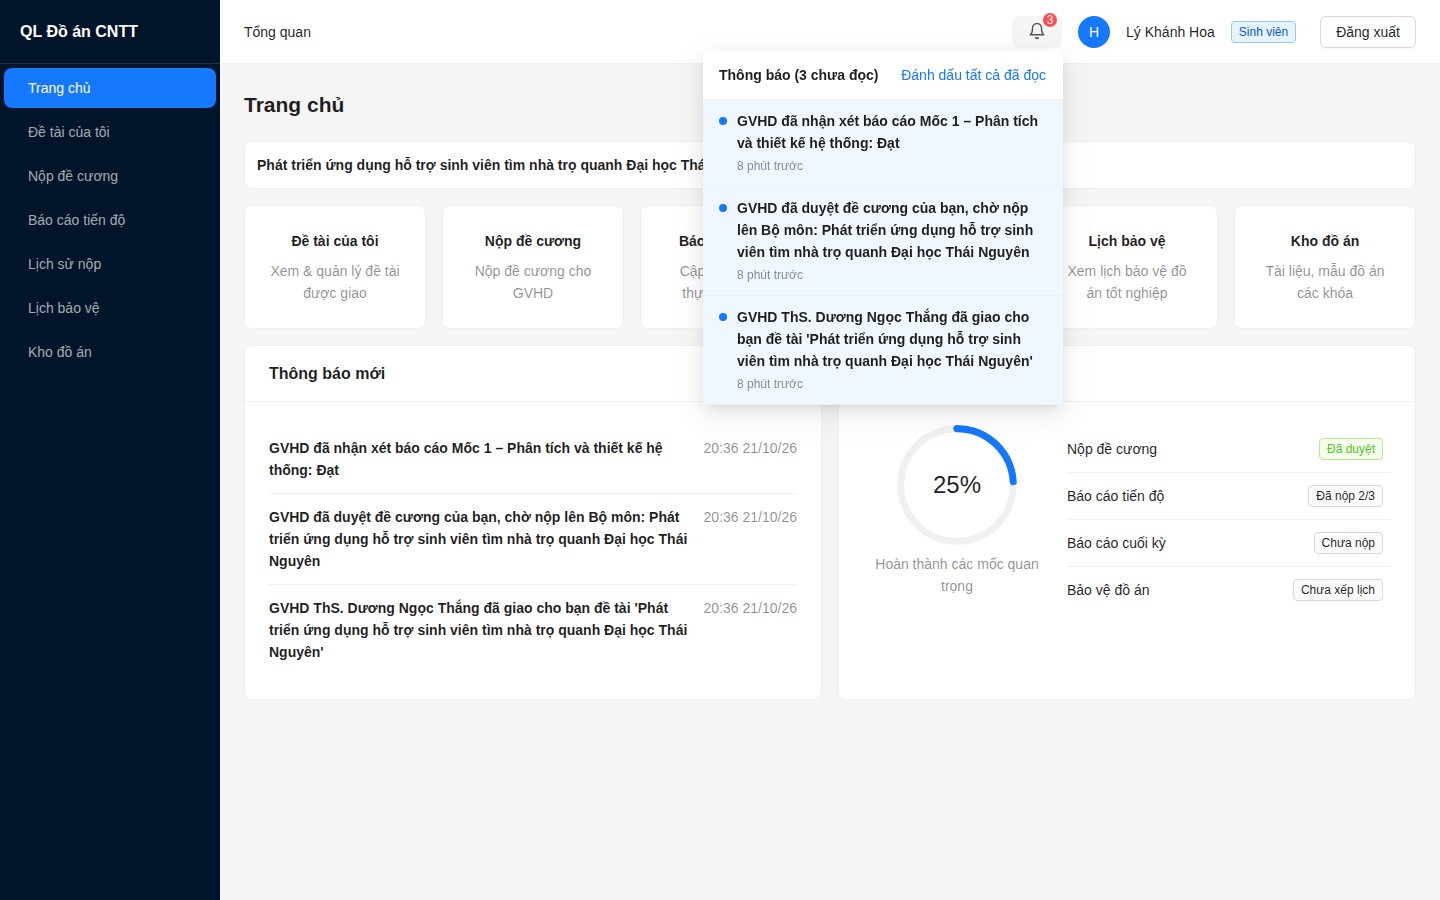 QL Đồ án CNTT
Trang chủ
Đề tài của tôi
Nộp đề cương
Báo cáo tiến độ
Lịch sử nộp
Lịch bảo vệ
Kho đồ án
Tổng quan
3
H
Lý Khánh Hoa
Sinh viên
Đăng xuất
Thông báo (3 chưa đọc)
Đánh dấu tất cả đã đọc
GVHD đã nhận xét báo cáo Mốc 1 – Phân tích
và thiết kế hệ thống: Đạt
8 phút trước
GVHD đã duyệt đề cương của bạn, chờ nộp
lên Bộ môn: Phát triển ứng dụng hỗ trợ sinh
viên tìm nhà trọ quanh Đại học Thái Nguyên
8 phút trước
GVHD ThS. Dương Ngọc Thắng đã giao cho
bạn đề tài 'Phát triển ứng dụng hỗ trợ sinh
viên tìm nhà trọ quanh Đại học Thái Nguyên'
8 phút trước
Trang chủ
Phát triển ứng dụng hỗ trợ sinh viên tìm nhà trọ quanh Đại học Thá
Đề tài của tôi
Xem & quản lý đề tài
được giao
Nộp đề cương
Nộp đề cương cho
GVHD
Báo
Cập
thự
Lịch bảo vệ
Xem lịch bảo vệ đồ
án tốt nghiệp
Kho đồ án
Tài liệu, mẫu đồ án
các khóa
Thông báo mới
GVHD đã nhận xét báo cáo Mốc 1 – Phân tích và thiết kế hệ
thống: Đạt
20:36 21/10/26
GVHD đã duyệt đề cương của bạn, chờ nộp lên Bộ môn: Phát
triển ứng dụng hỗ trợ sinh viên tìm nhà trọ quanh Đại học Thái
Nguyên
20:36 21/10/26
GVHD ThS. Dương Ngọc Thắng đã giao cho bạn đề tài 'Phát
triển ứng dụng hỗ trợ sinh viên tìm nhà trọ quanh Đại học Thái
Nguyên'
20:36 21/10/26
25%
Hoàn thành các mốc quan
trọng
Nộp đề cương
Đã duyệt
Báo cáo tiến độ
Đã nộp 2/3
Báo cáo cuối kỳ
Chưa nộp
Bảo vệ đồ án
Chưa xếp lịch